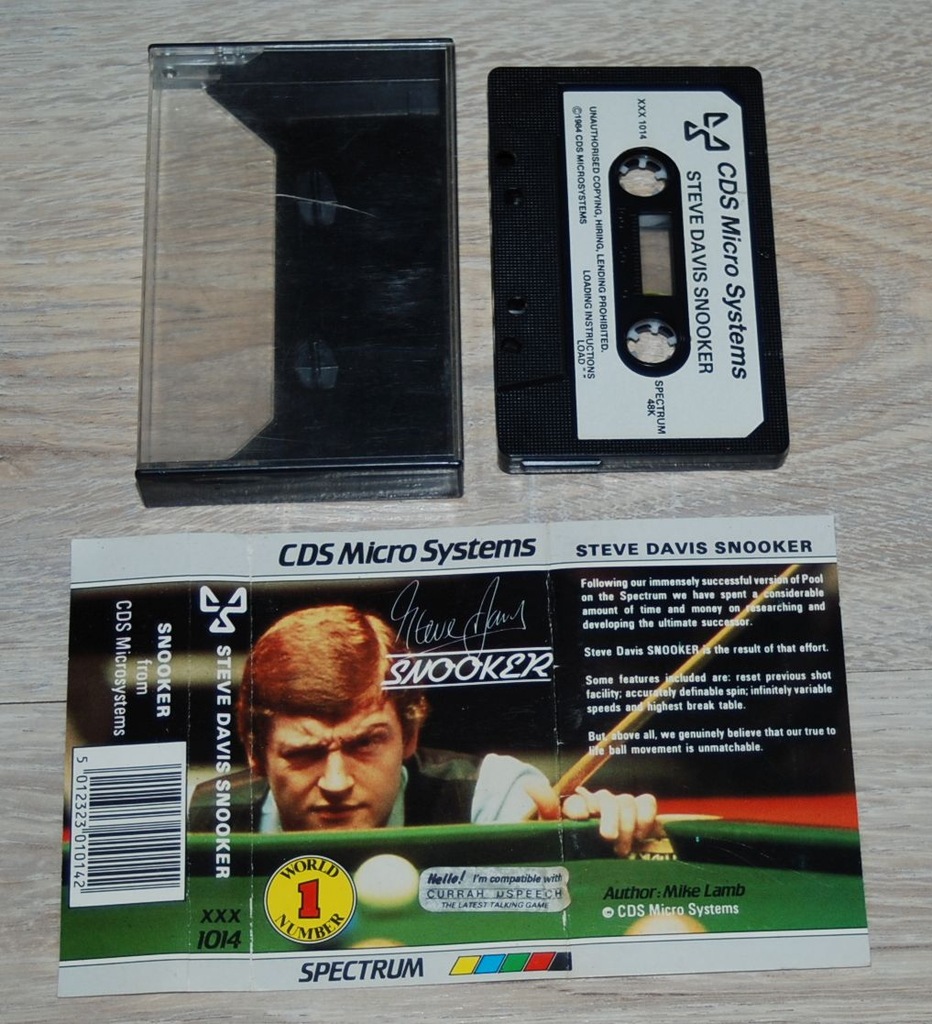 CDS Micro Systems
STEVE DAVIS SNOOKER
XXX 1014
SPECTRUM
48K
UNAUTHORISED COPYING, HIRING, LENDING PROHIBITED.
LOADING INSTRUCTIONS
©1984 CDS MICROSYSTEMS
LOAD " "
SNOOKER
from
CDS Microsystems
5 012323 010142
STEVE DAVIS SNOOKER
XXX
1014
CDS Micro Systems
Steve Davis
SNOOKER
WORLD
1
NUMBER
Hello! I'm compatible with
CURRAH µSPEECH
THE LATEST TALKING GAME
SPECTRUM
STEVE DAVIS SNOOKER
Following our immensely successful version of Pool
on the Spectrum we have spent a considerable
amount of time and money on researching and
developing the ultimate successor.
Steve Davis SNOOKER is the result of that effort.
Some features included are: reset previous shot
facility; accurately definable spin; infinitely variable
speeds and highest break table.
But above all, we genuinely believe that our true to
life ball movement is unmatchable.
Author: Mike Lamb
© CDS Micro Systems